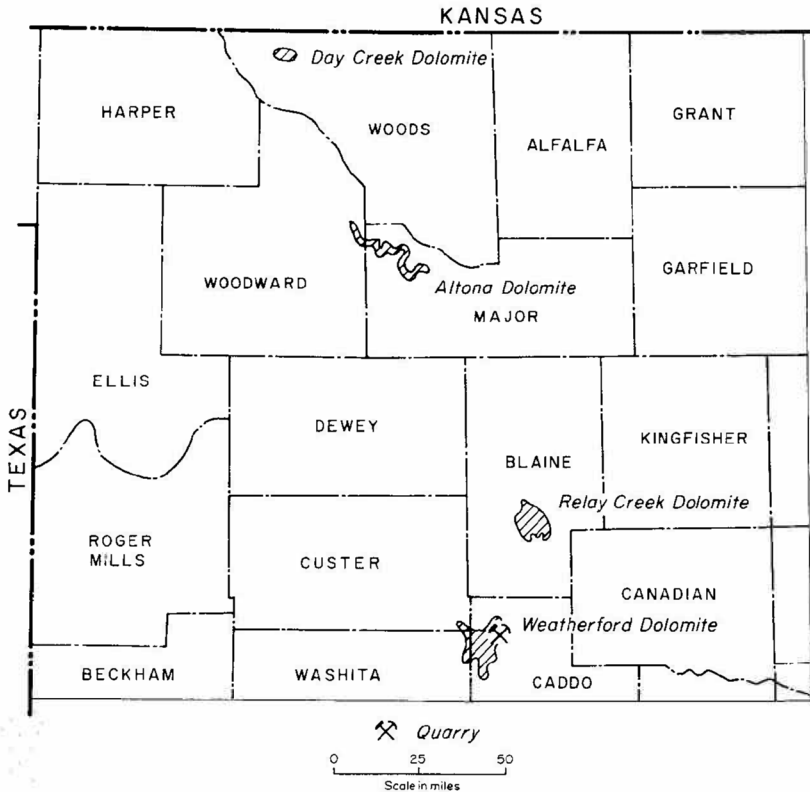 KANSAS
Day Creek Dolomite
HARPER
WOODS
GRANT
ALFALFA
WOODWARD
Altona Dolomite
MAJOR
GARFIELD
ELLIS
TEXAS
DEWEY
BLAINE
KINGFISHER
Relay Creek Dolomite
ROGER
MILLS
CUSTER
CANADIAN
Weatherford Dolomite
BECKHAM
WASHITA
CADDO
Quarry
0 25 50
Scale in miles